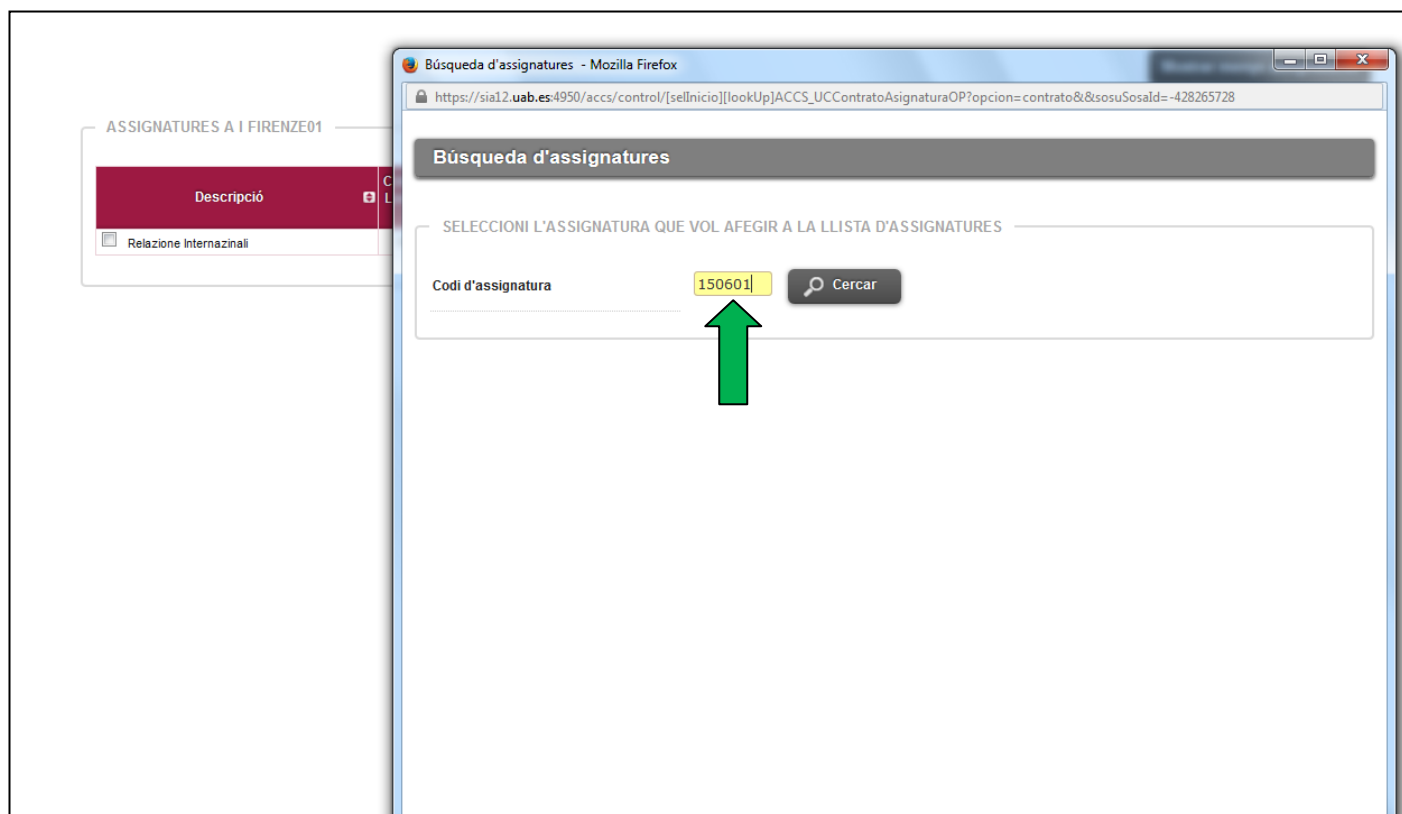 Búsqueda d'assignatures - Mozilla Firefox
https://sia12.uab.es:4950/accs/control/[selInicio][lookUp]ACCS_UCContratoAsignaturaOP?opcion=contrato&&sosuSosaId=-428265728
ASSIGNATURES A I FIRENZE01
Búsqueda d'assignatures
C
Descripció L
SELECCIONI L'ASSIGNATURA QUE VOL AFEGIR A LA LLISTA D'ASSIGNATURES
Relazione Internazinali
Codi d'assignatura 150601 Cercar